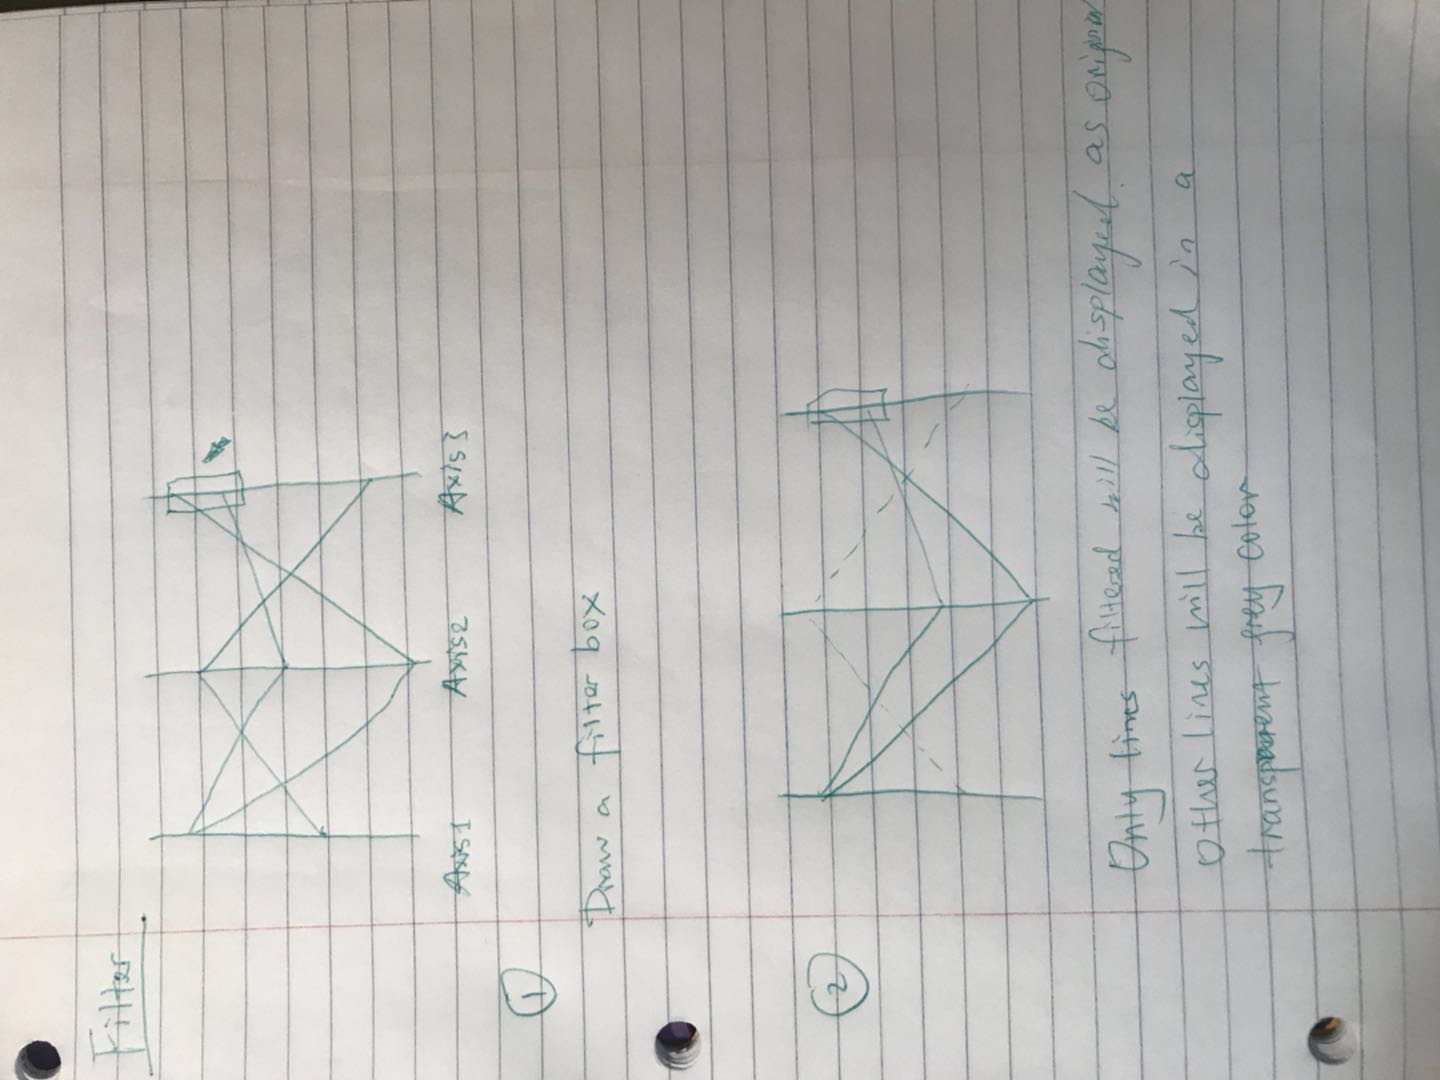 Filter
Axis1 Axis2 Axis3
1
Draw a filter box
2
Only lines filtered will be displayed as original
Other lines will be displayed in a
transparent grey color